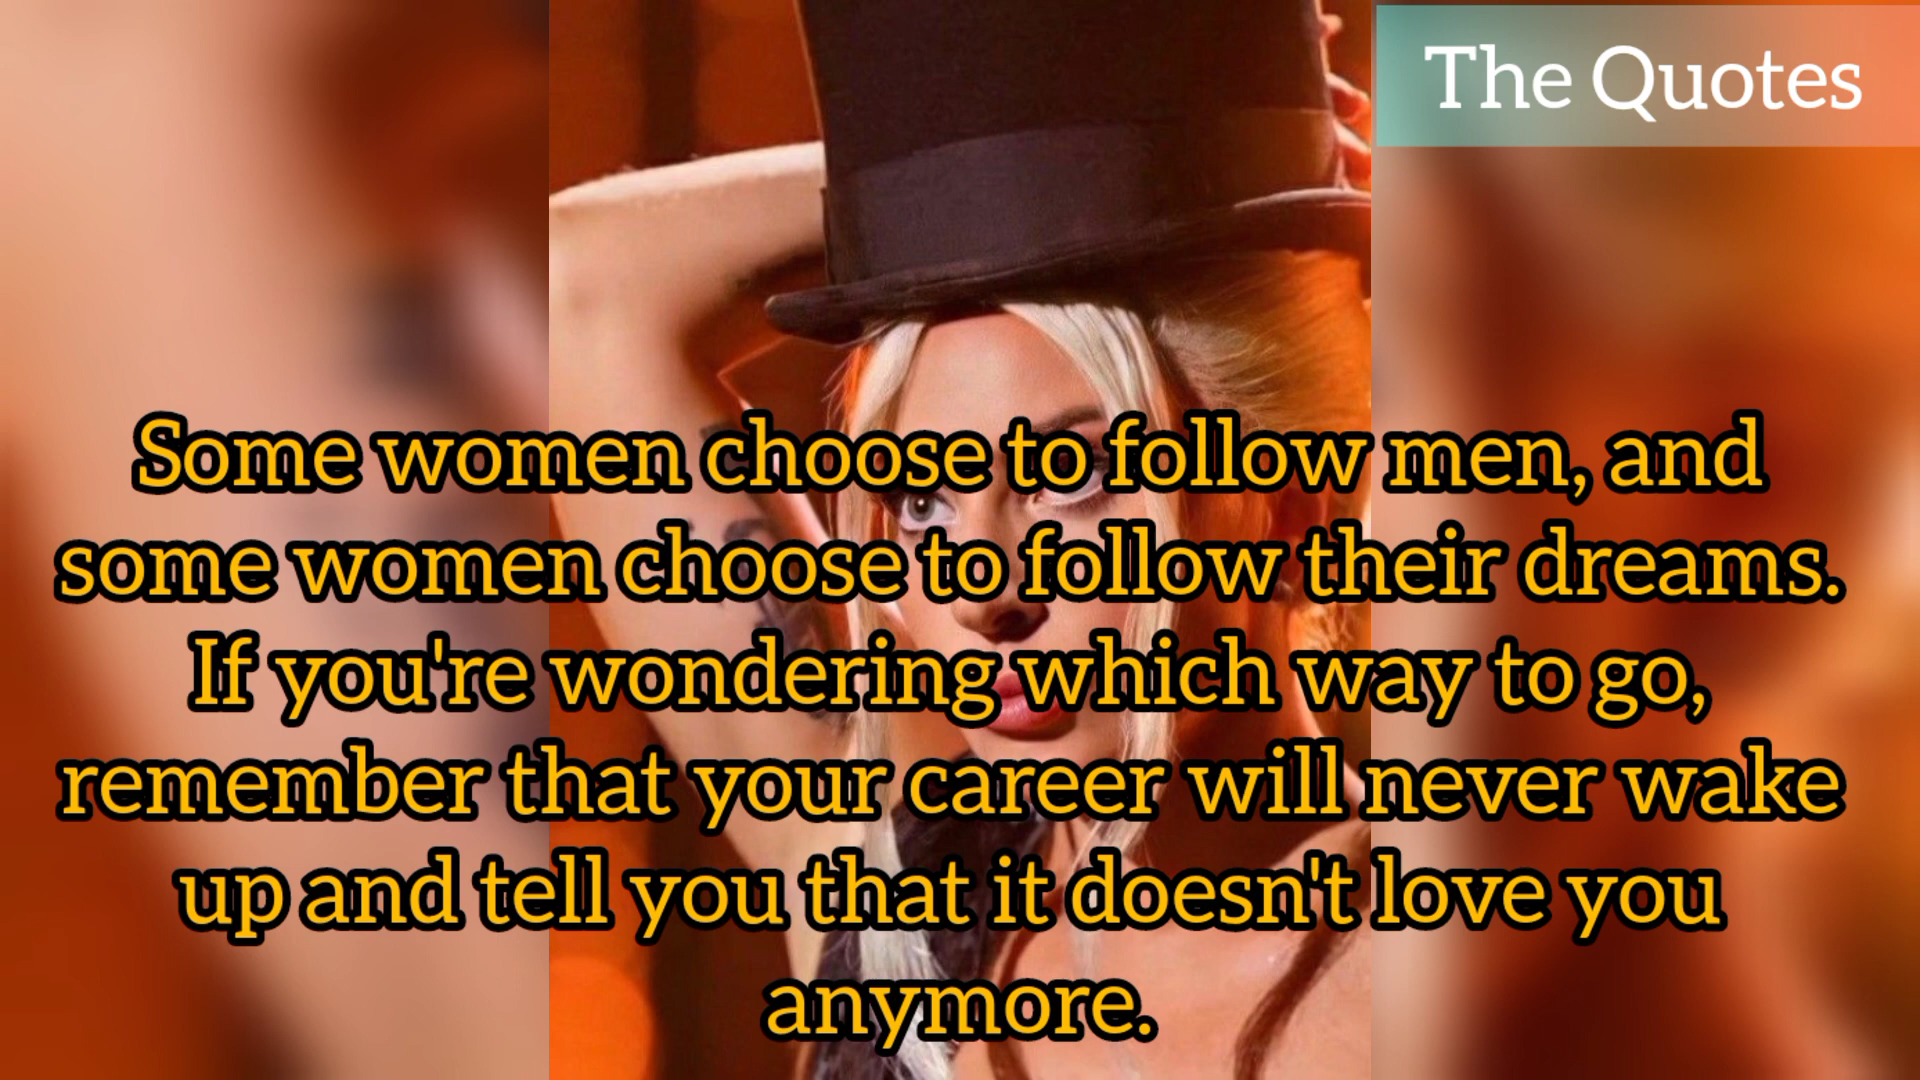 The Quotes
Some women choose to follow men, and
some women choose to follow their dreams.
If you're wondering which way to go,
remember that your career will never wake
up and tell you that it doesn't love you
anymore.